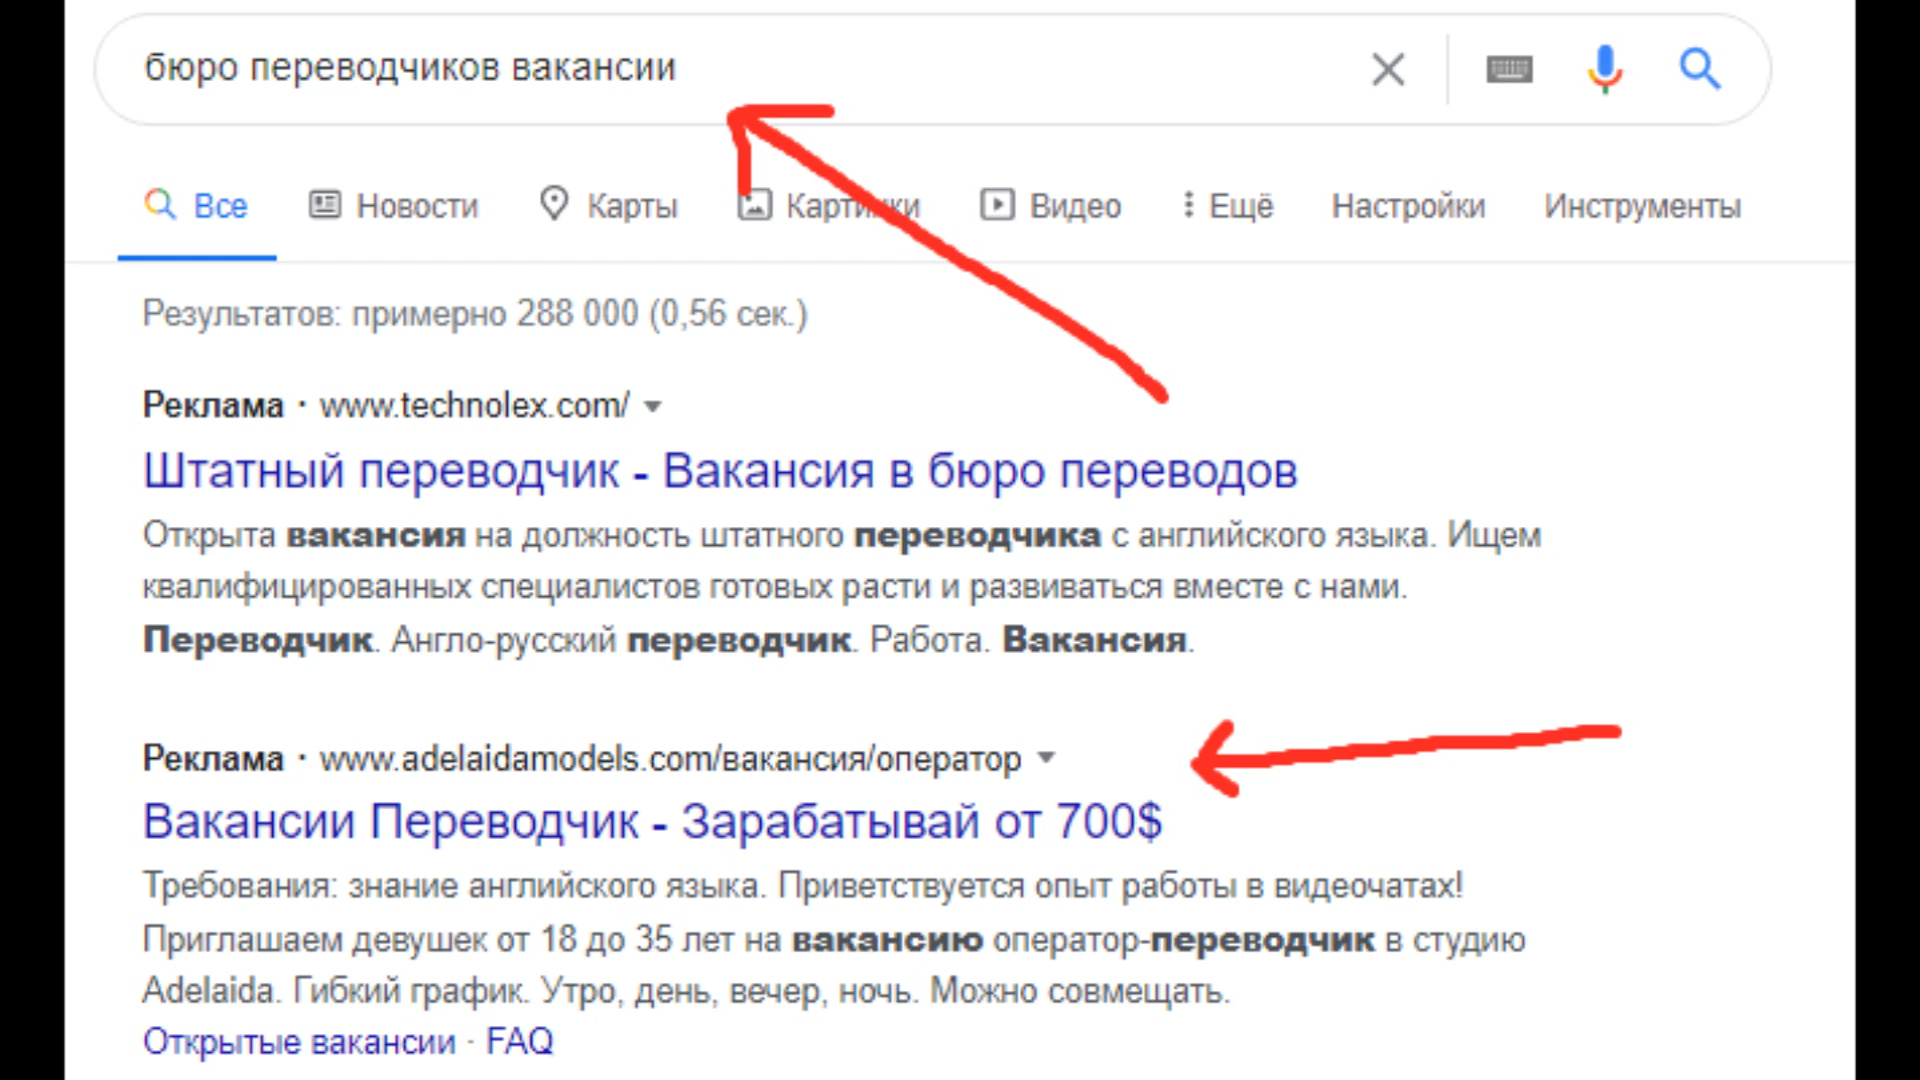 бюро переводчиков вакансии
Все Новости Карты Картинки Видео Ещё Настройки Инструменты
Результатов: примерно 288 000 (0,56 сек.)
Реклама · www.technolex.com/
Штатный переводчик - Вакансия в бюро переводов
Открыта вакансия на должность штатного переводчика с английского языка. Ищем
квалифицированных специалистов готовых расти и развиваться вместе с нами.
Переводчик. Англо-русский переводчик. Работа. Вакансия.
Реклама · www.adelaidamodels.com/вакансия/оператор
Вакансии Переводчик - Зарабатывай от 700$
Требования: знание английского языка. Приветствуется опыт работы в видеочатах!
Приглашаем девушек от 18 до 35 лет на вакансию оператор-переводчик в студию
Adelaida. Гибкий график. Утро, день, вечер, ночь. Можно совмещать.
Открытые вакансии · FAQ